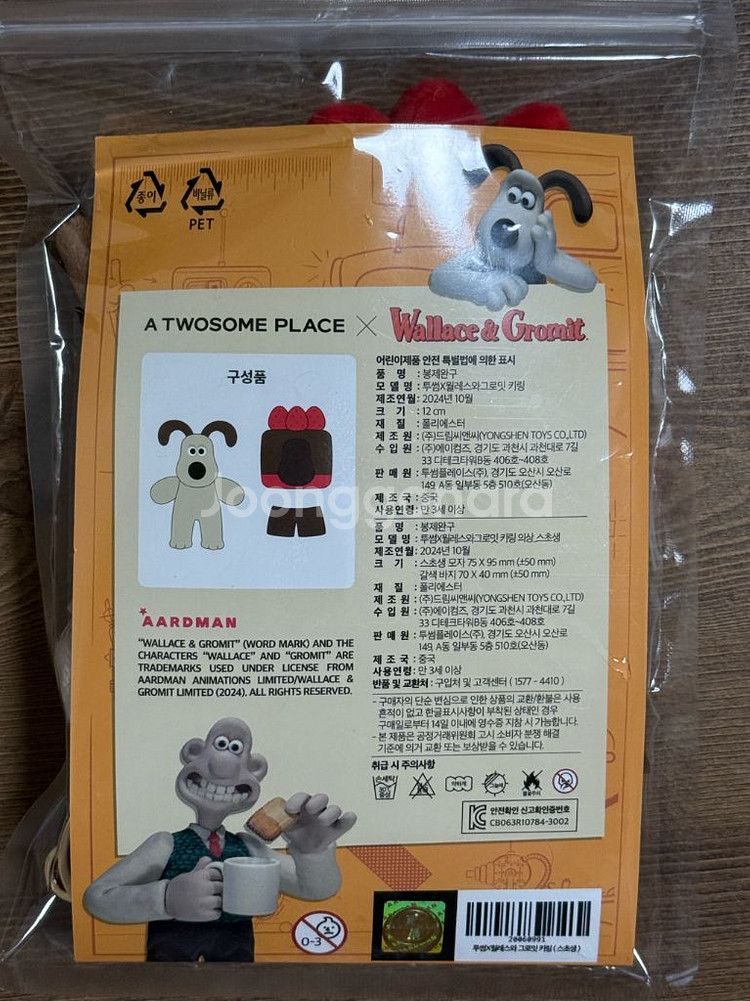 종이
비닐류
PET
A TWOSOME PLACE × Wallace & Gromit
구성품
어린이제품 안전 특별법에 의한 표시
품 명 : 봉제완구
모 델 명 : 투썸X월레스와그로밋 키링
제조연월 : 2024년 10월
크 기 : 12 cm
재 질 : 폴리에스터
제 조 원 : (주)드림씨앤씨(YONGSHEN TOYS CO.,LTD)
수 입 원 : (주)에이컴즈, 경기도 과천시 과천대로 7길
33 디테크타워B동 406호~408호
판 매 원 : 투썸플레이스(주), 경기도 오산시 오산로
149, A동 일부동 5층 510호(오산동)
제 조 국 : 중국
사용연령 : 만 3세 이상
품 명 : 봉제완구
모 델 명 : 투썸X월레스와그로밋 키링 의상_스초생
제조연월 : 2024년 10월
크 기 : 스초생 모자 75 X 95 mm (±50 mm)
갈색 바지 70 X 40 mm (±50 mm)
재 질 : 폴리에스터
제 조 원 : (주)드림씨앤씨(YONGSHEN TOYS CO.,LTD)
수 입 원 : (주)에이컴즈, 경기도 과천시 과천대로 7길
33 디테크타워B동 406호~408호
판 매 원 : 투썸플레이스(주), 경기도 오산시 오산로
149, A동 일부동 5층 510호(오산동)
제 조 국 : 중국
사용연령 : 만 3세 이상
반품 및 교환처 : 구입처 및 고객센터 ( 1577 - 4410 )
- 구매자의 단순 변심으로 인한 상품의 교환/환불은 사용
흔적이 없고 한글표시사항이 부착된 상태인 경우
구매일로부터 14일 이내에 영수증 지참 시 가능합니다.
- 본 제품은 공정거래위원회 고시 소비자 분쟁 해결
기준에 의거 교환 또는 보상받을 수 있습니다.
취급 시 주의사항
손세탁
30℃
중성
약하게
그늘에
불꽃주의
KC 안전확인 신고확인증번호
CB063R10784-3002
AARDMAN
"WALLACE & GROMIT" (WORD MARK) AND THE
CHARACTERS "WALLACE" AND "GROMIT" ARE
TRADEMARKS USED UNDER LICENSE FROM
AARDMAN ANIMATIONS LIMITED/WALLACE &
GROMIT LIMITED (2024). ALL RIGHTS RESERVED.
0-3
20060991
투썸X월레스와 그로밋 키링 ( 스초생 )
Joonggonara